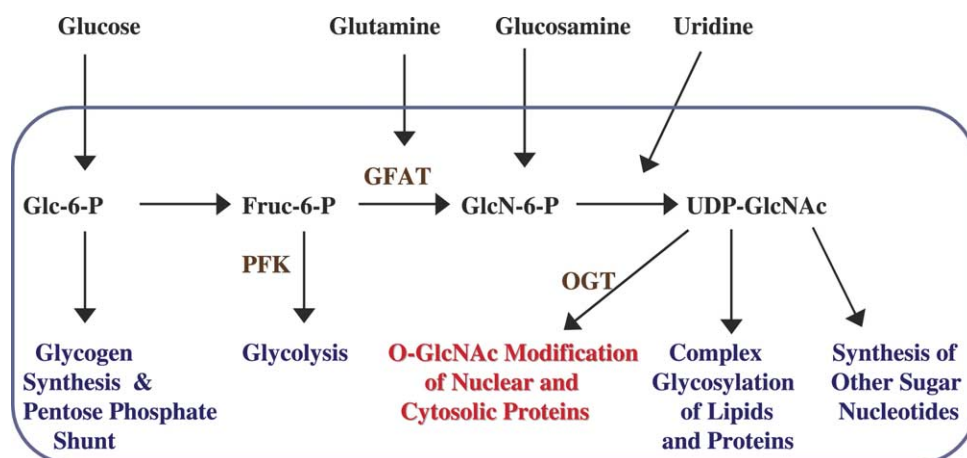 Glucose
Glutamine
Glucosamine
Uridine
GFAT
Glc-6-P
Fruc-6-P
GlcN-6-P
UDP-GlcNAc
PFK
OGT
Glycogen
Synthesis &
Pentose Phosphate
Shunt
Glycolysis
O-GlcNAc Modification
of Nuclear and
Cytosolic Proteins
Complex
Glycosylation
of Lipids
and Proteins
Synthesis of
Other Sugar
Nucleotides